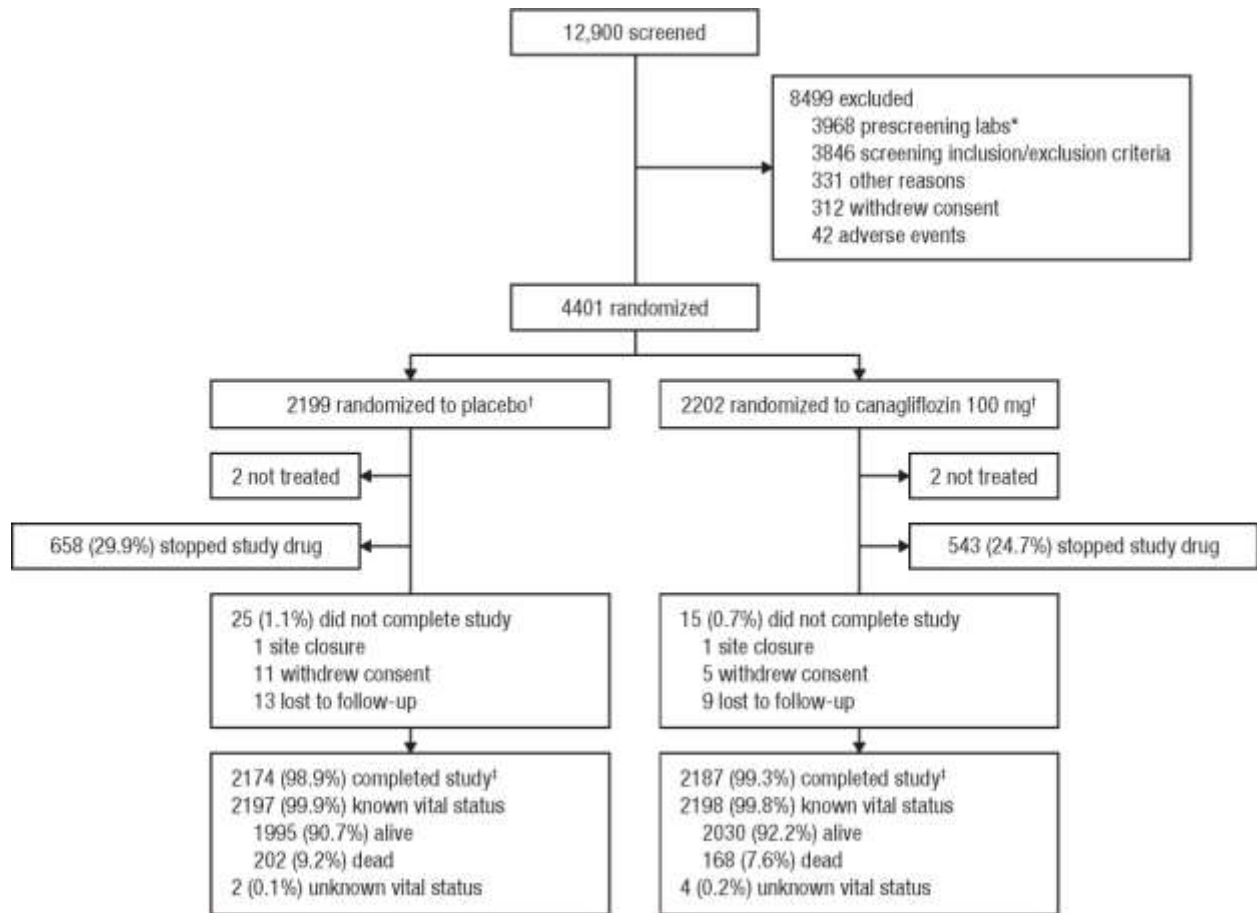 12,900 screened
8499 excluded
3968 prescreening labs*
3846 screening inclusion/exclusion criteria
331 other reasons
312 withdrew consent
42 adverse events
4401 randomized
2199 randomized to placebo†
2202 randomized to canagliflozin 100 mg†
2 not treated
2 not treated
658 (29.9%) stopped study drug
543 (24.7%) stopped study drug
25 (1.1%) did not complete study
1 site closure
11 withdrew consent
13 lost to follow-up
15 (0.7%) did not complete study
1 site closure
5 withdrew consent
9 lost to follow-up
2174 (98.9%) completed study‡
2197 (99.9%) known vital status
1995 (90.7%) alive
202 (9.2%) dead
2 (0.1%) unknown vital status
2187 (99.3%) completed study‡
2198 (99.8%) known vital status
2030 (92.2%) alive
168 (7.6%) dead
4 (0.2%) unknown vital status